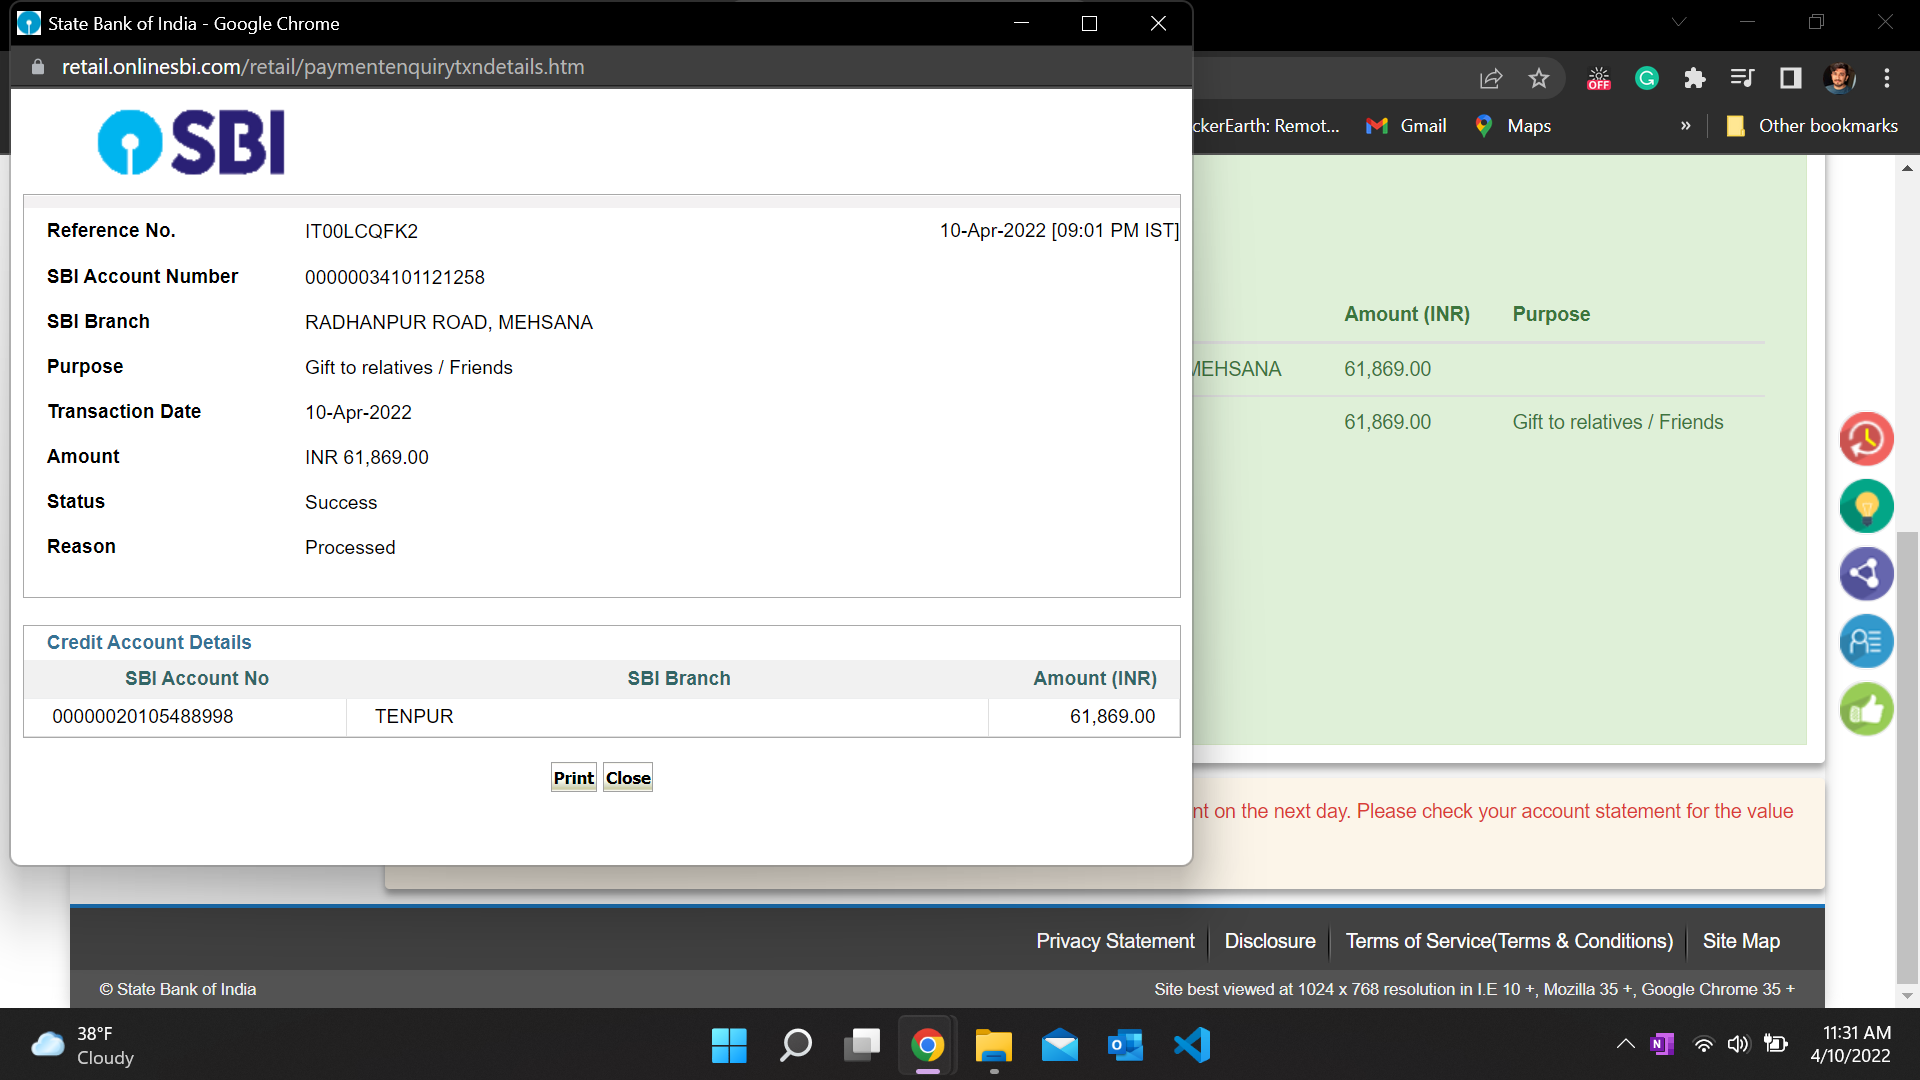 State Bank of India - Google Chrome
retail.onlinesbi.com/retail/paymentenquirytxndetails.htm
SBI
Reference No. IT00LCQFK2 10-Apr-2022 [09:01 PM IST]
SBI Account Number 00000034101121258
SBI Branch RADHANPUR ROAD, MEHSANA
Purpose Gift to relatives / Friends
Transaction Date 10-Apr-2022
Amount INR 61,869.00
Status Success
Reason Processed
Credit Account Details
SBI Account No SBI Branch Amount (INR)
00000020105488998 TENPUR 61,869.00
Print Close
OFF
G
ckerEarth: Remot... Gmail Maps » Other bookmarks
Amount (INR) Purpose
MEHSANA 61,869.00
61,869.00 Gift to relatives / Friends
nt on the next day. Please check your account statement for the value
Privacy Statement Disclosure Terms of Service(Terms & Conditions) Site Map
© State Bank of India Site best viewed at 1024 x 768 resolution in I.E 10 +, Mozilla 35 +, Google Chrome 35 +
38°F
Cloudy
N
11:31 AM
4/10/2022